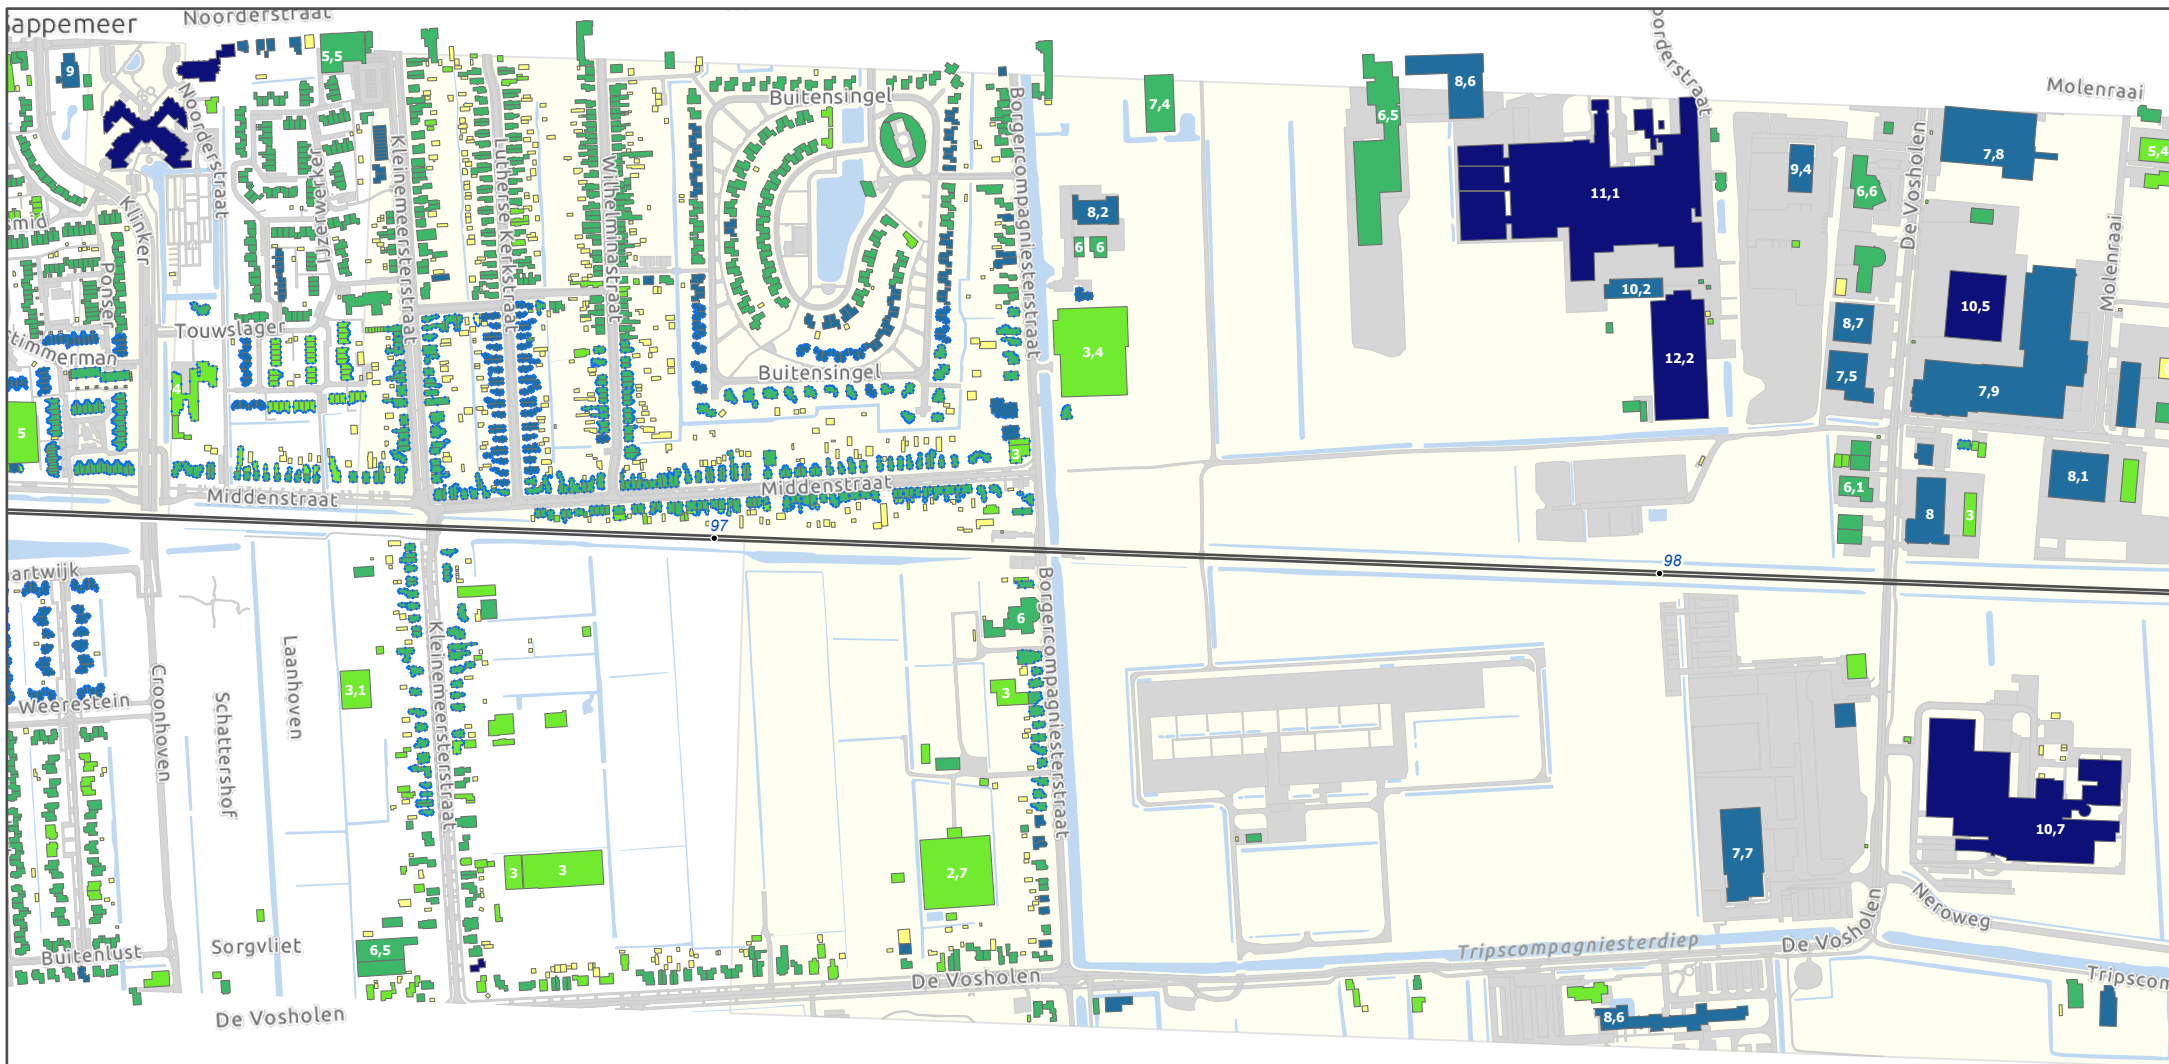 Sappemeer
Noorderstraat
Noorderstraat
Molenraai
9
5,5
Buitensingel
7,4
6,5
8,6
7,8
5,4
Noorderstraat
Kleinemeersterstraat
Lutherse Kerkstraat
Wilhelminastraat
Borgercompagniesterstraat
11,1
9,4
6,6
De Vosholen
Molenraai
smid
Klinker
IJzerwerker
Ponser
8,2
6
6
10,2
10,5
8,7
Touwslager
Timmerman
Buitensingel
3,4
12,2
7,5
7,9
4
5
3
Middenstraat
Middenstraat
6,1
8,1
8
3
97
98
aartwijk
Weerestein
Croonhoven
Schattershof
Laanhoven
Kleinemeersterstraat
Borgercompagniesterstraat
6
3,1
3
3
3
2,7
7,7
10,7
Neroweg
Sorgvliet
Buitenlust
6,5
De Vosholen
De Vosholen
Tripscompagniesterdiep
De Vosholen
Tripscom
8,6